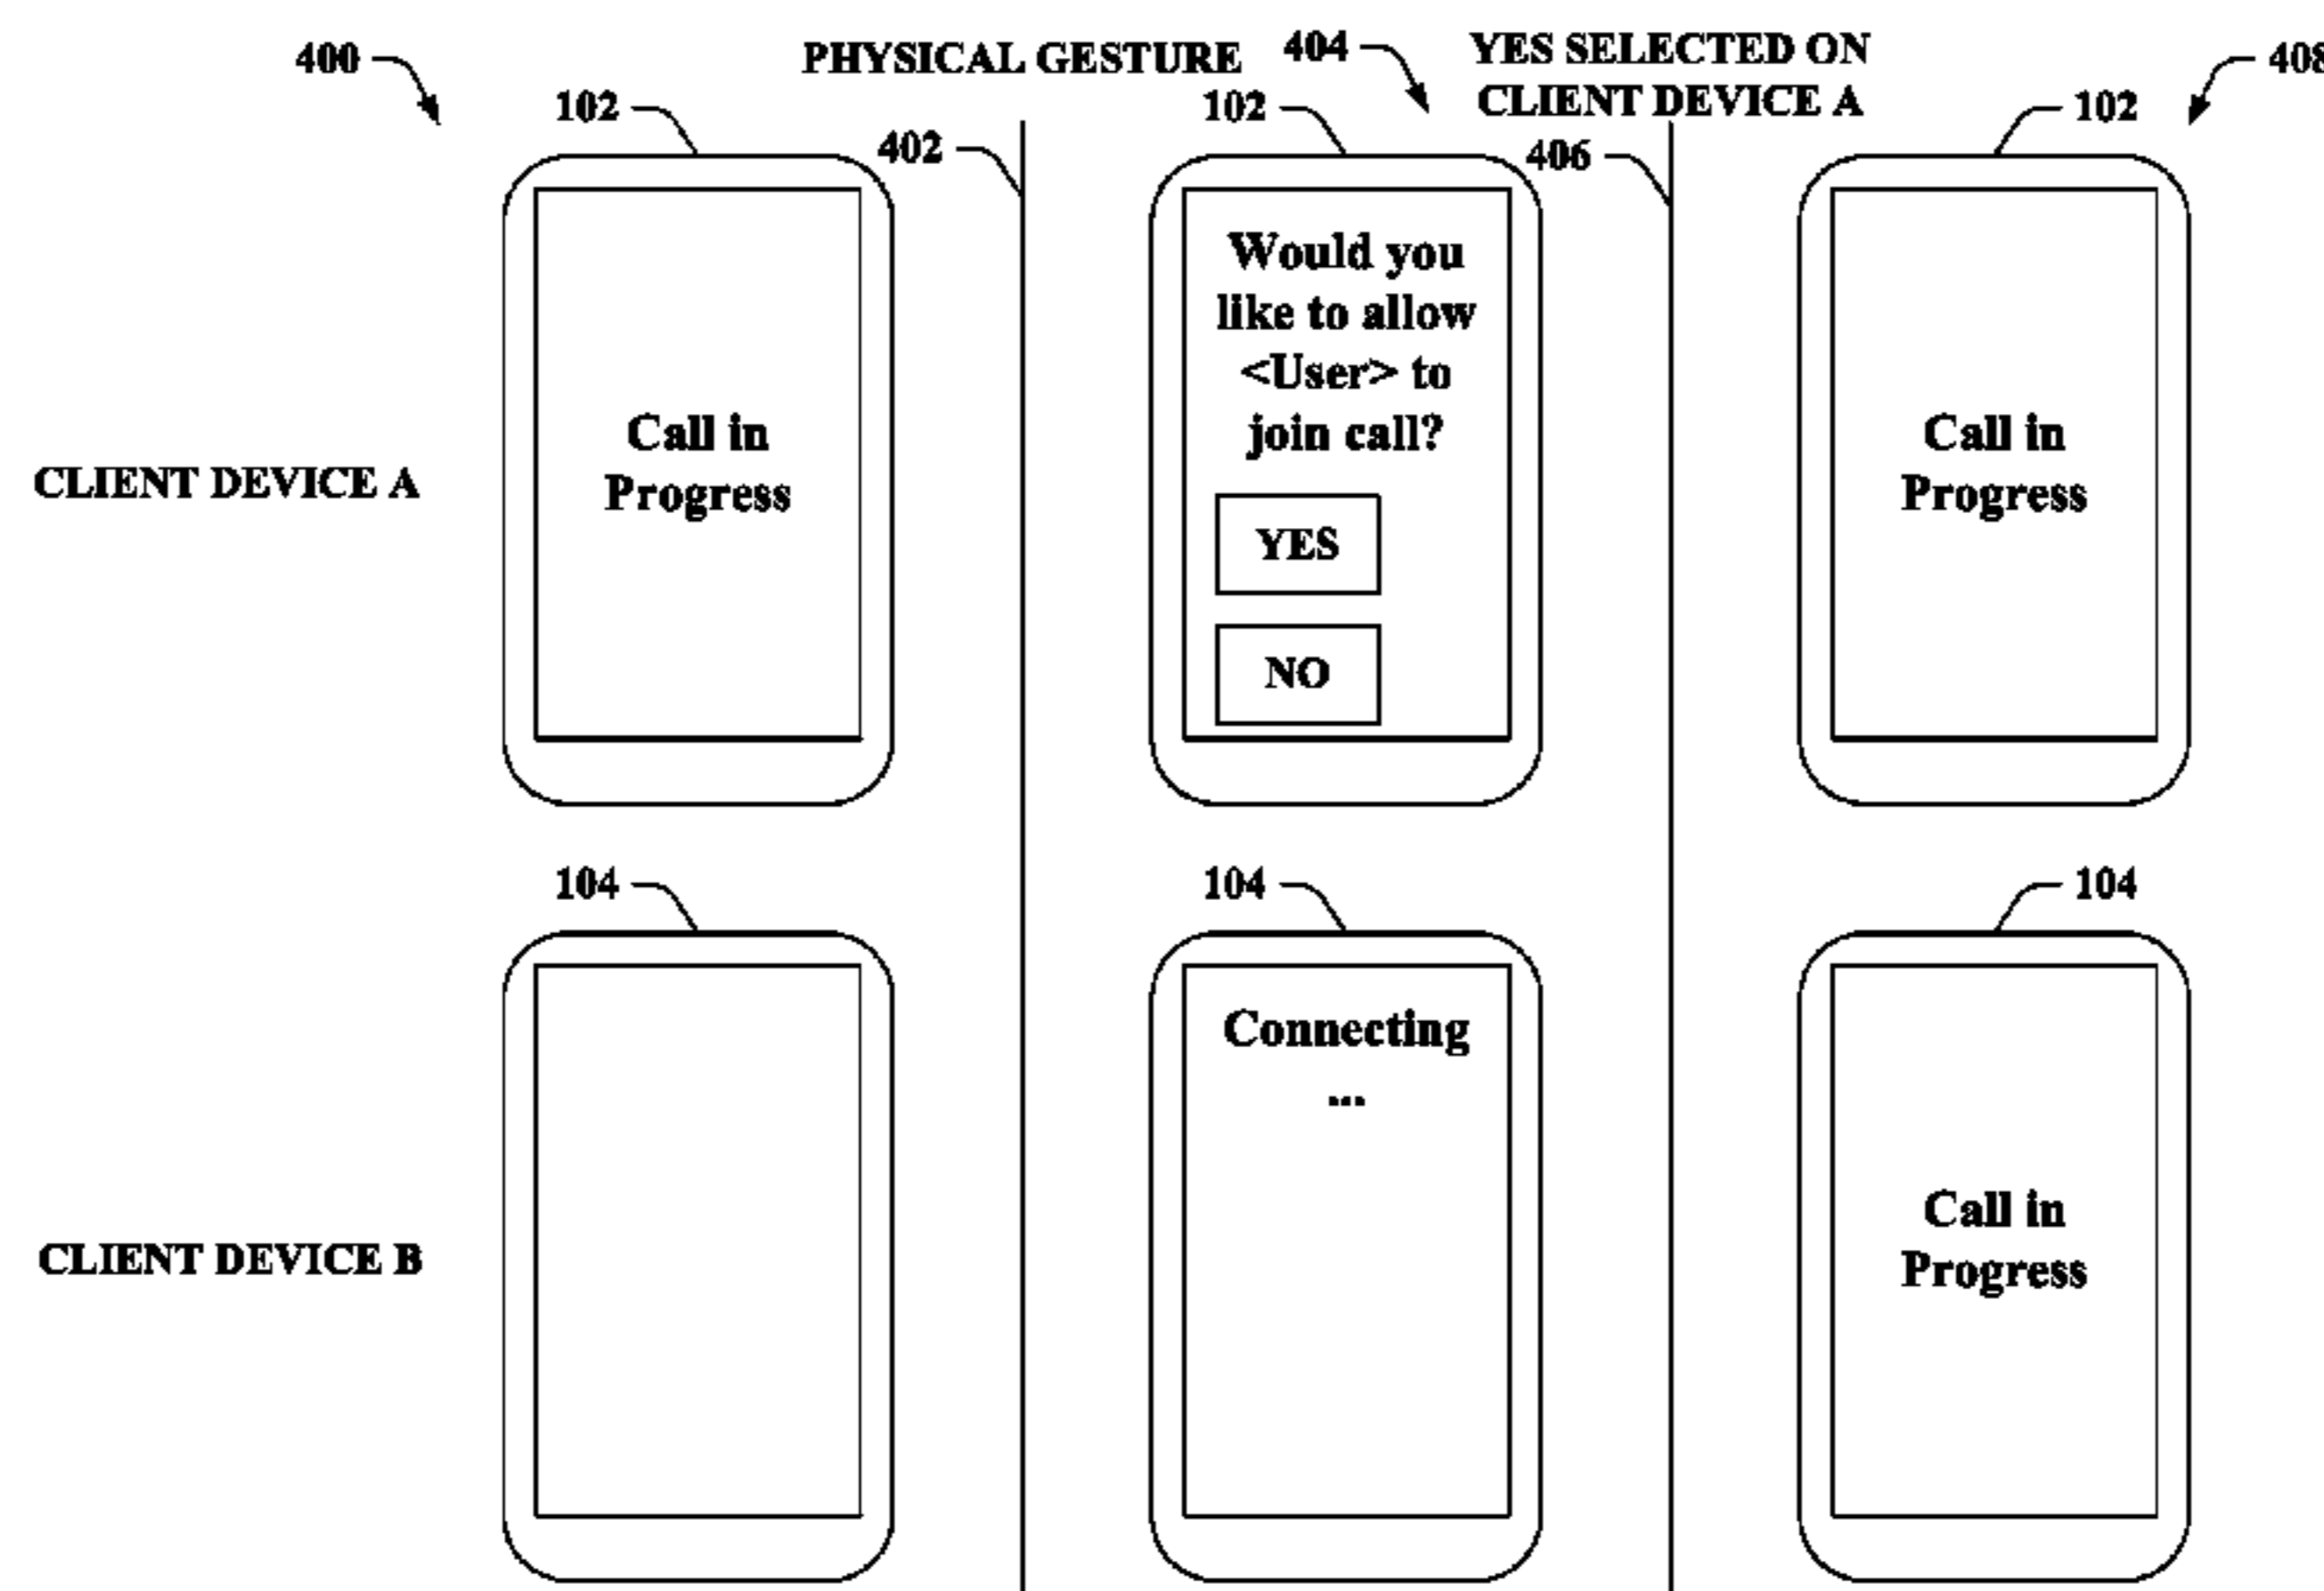 400
PHYSICAL GESTURE
404
YES SELECTED ON
CLIENT DEVICE A
408
102
102
102
402
406
CLIENT DEVICE A
Call in
Progress
Would you
like to allow
<User> to
join call?
YES
NO
Call in
Progress
104
104
104
CLIENT DEVICE B
Connecting
...
Call in
Progress